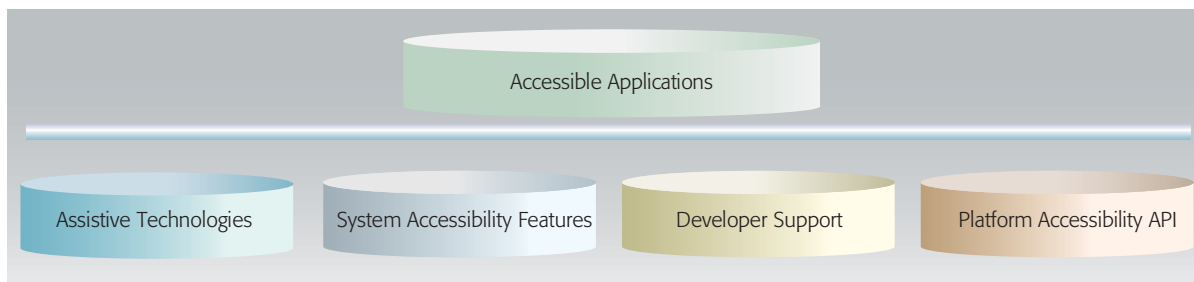 Accessible Applications
Assistive Technologies
System Accessibility Features
Developer Support
Platform Accessibility API